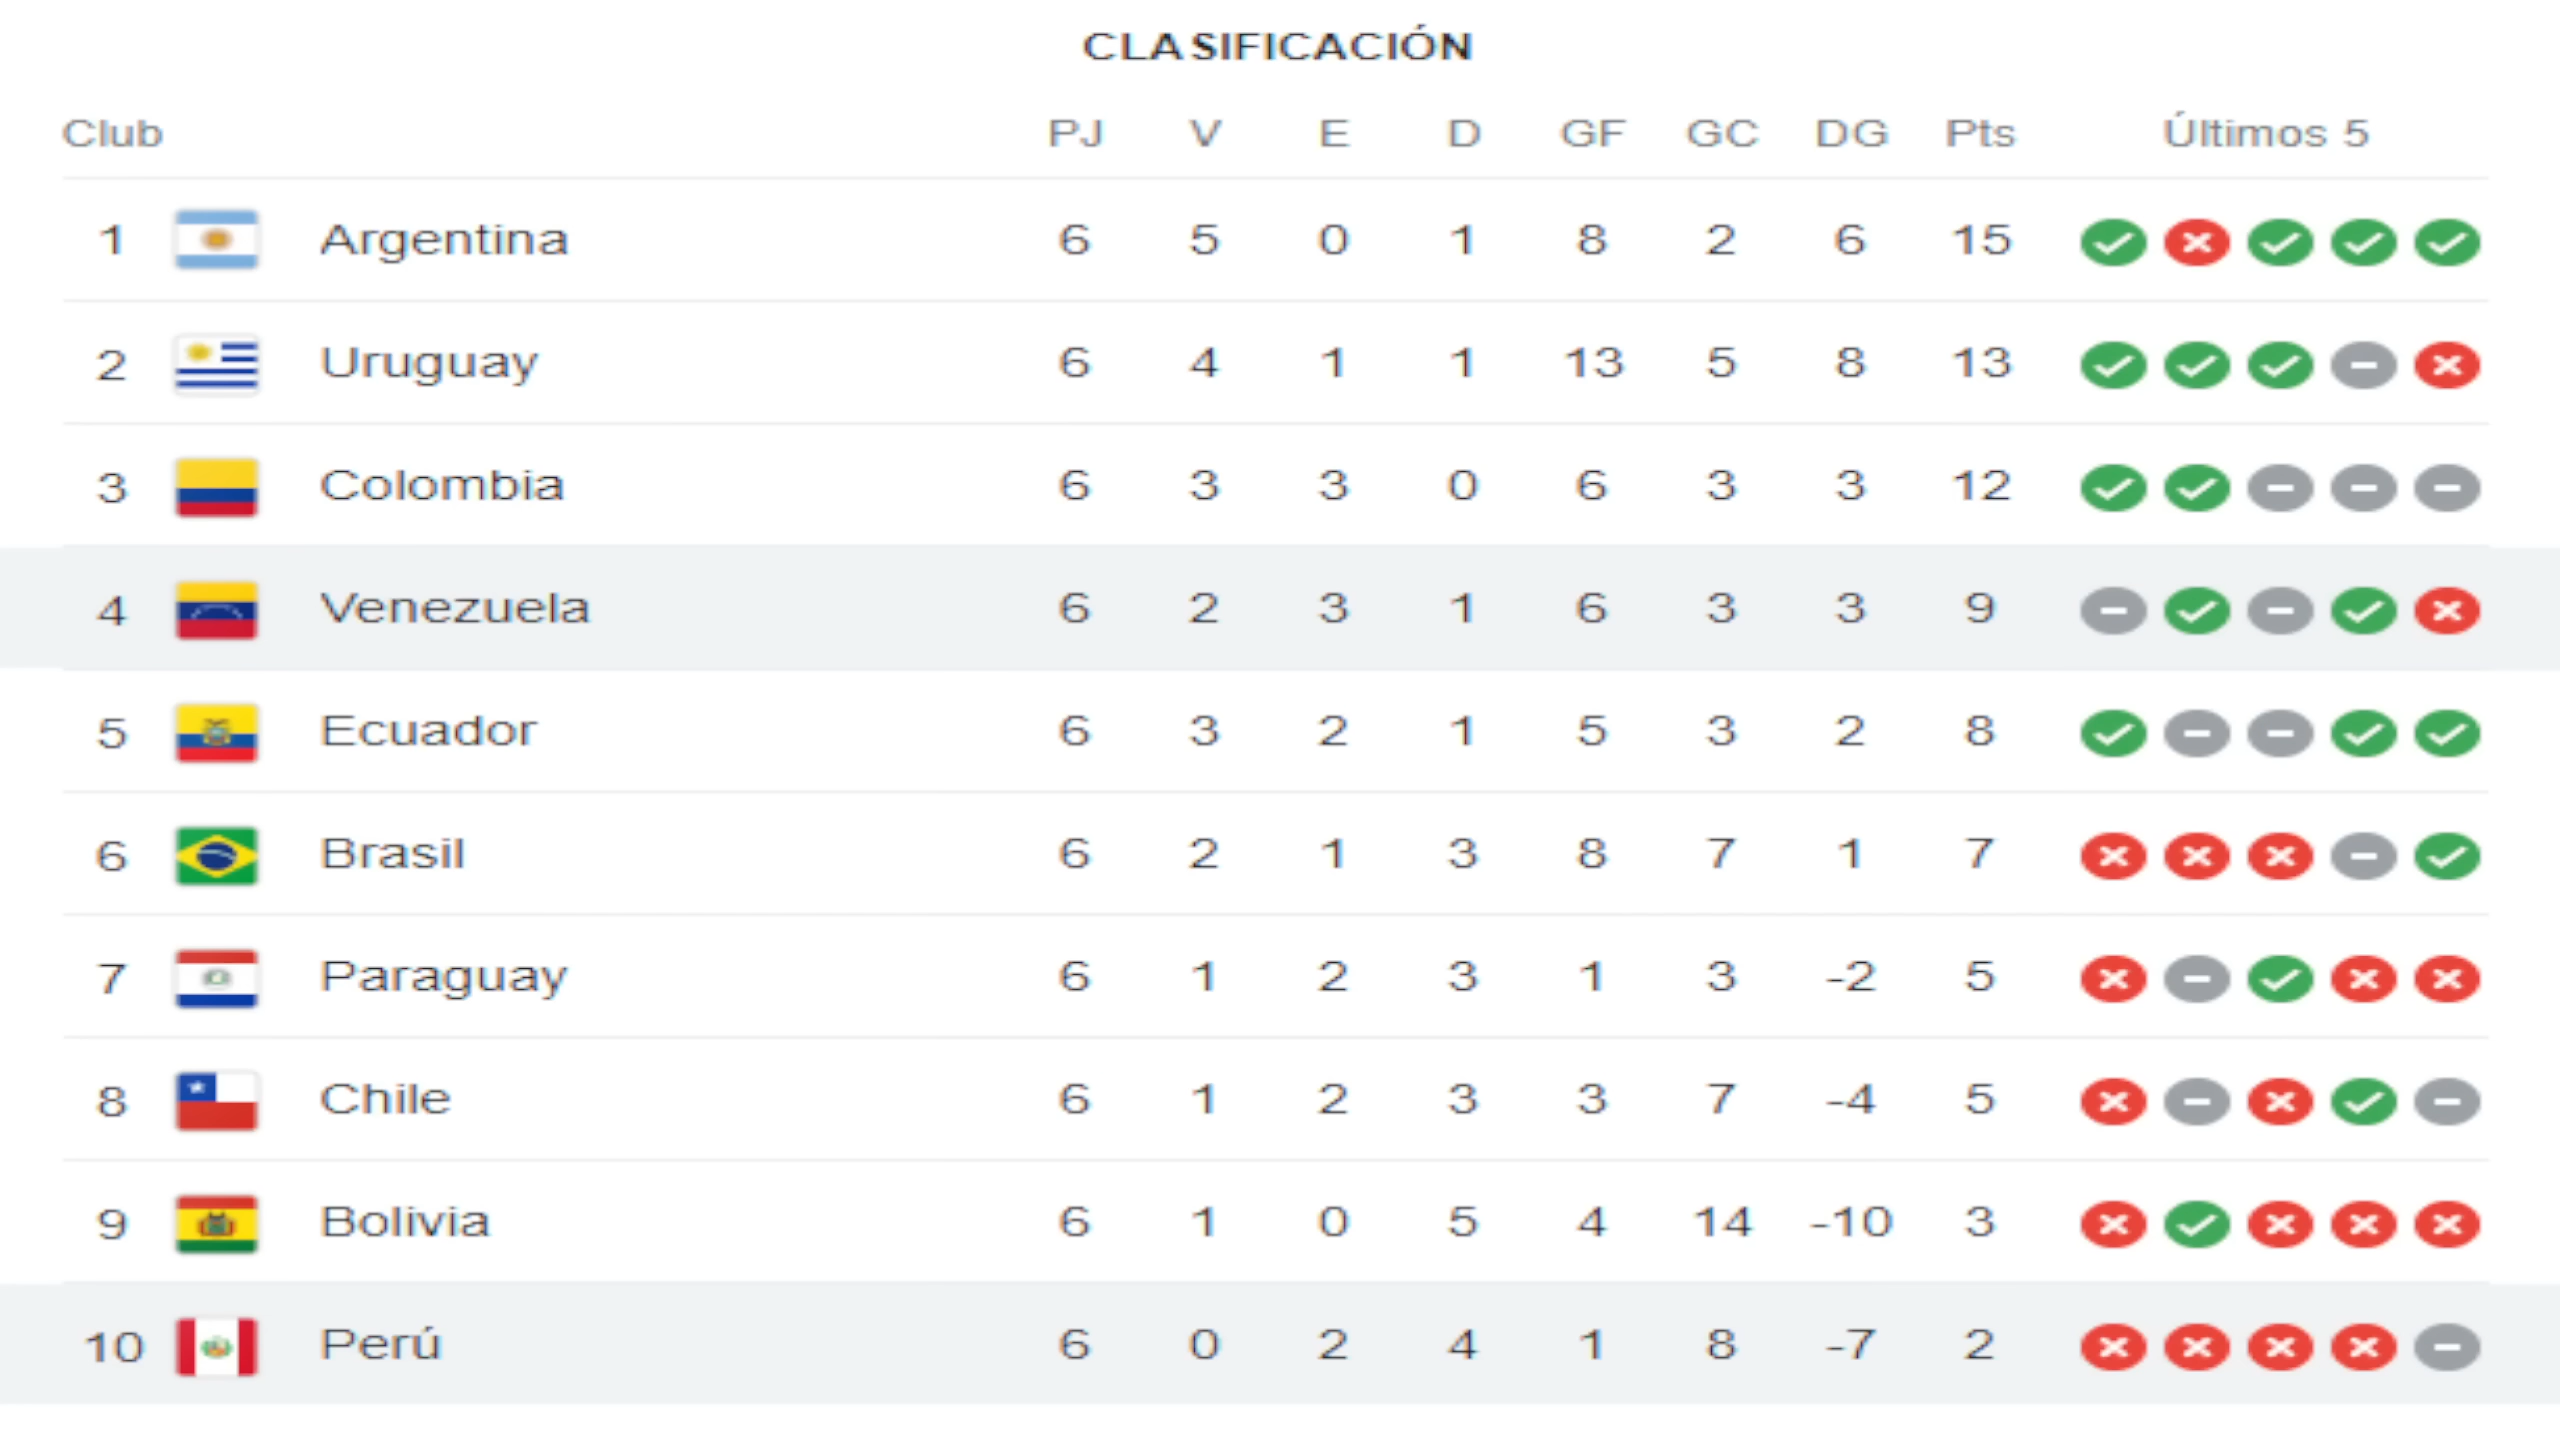 CLASIFICACIÓN
Club PJ V E D GF GC DG Pts Últimos 5
1 Argentina 6 5 0 1 8 2 6 15
2 Uruguay 6 4 1 1 13 5 8 13
3 Colombia 6 3 3 0 6 3 3 12
4 Venezuela 6 2 3 1 6 3 3 9
5 Ecuador 6 3 2 1 5 3 2 8
6 Brasil 6 2 1 3 8 7 1 7
7 Paraguay 6 1 2 3 1 3 -2 5
8 Chile 6 1 2 3 3 7 -4 5
9 Bolivia 6 1 0 5 4 14 -10 3
10 Perú 6 0 2 4 1 8 -7 2